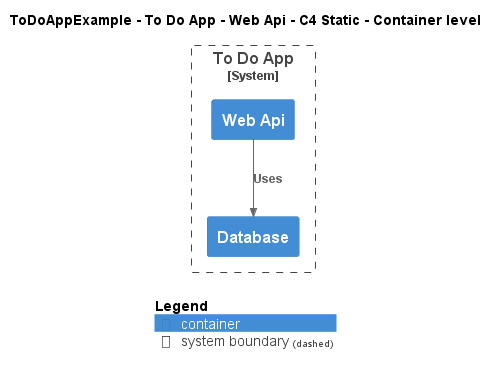 ToDoAppExample - To Do App - Web Api - C4 Static - Container level
To Do App
[System]
Web Api
Uses
Database
Legend
container
system boundary (dashed)